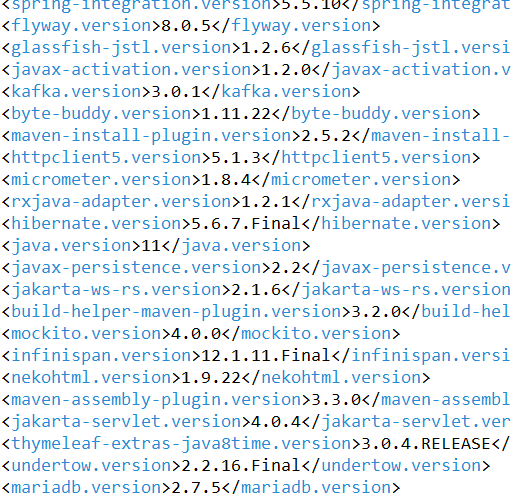 <spring-integration.version>5.5.10</spring-integrat
<flyway.version>8.0.5</flyway.version>
<glassfish-jstl.version>1.2.6</glassfish-jstl.versi
<javax-activation.version>1.2.0</javax-activation.v
<kafka.version>3.0.1</kafka.version>
<byte-buddy.version>1.11.22</byte-buddy.version>
<maven-install-plugin.version>2.5.2</maven-install-
<httpclient5.version>5.1.3</httpclient5.version>
<micrometer.version>1.8.4</micrometer.version>
<rxjava-adapter.version>1.2.1</rxjava-adapter.versi
<hibernate.version>5.6.7.Final</hibernate.version>
<java.version>11</java.version>
<javax-persistence.version>2.2</javax-persistence.v
<jakarta-ws-rs.version>2.1.6</jakarta-ws-rs.version
<build-helper-maven-plugin.version>3.2.0</build-hel
<mockito.version>4.0.0</mockito.version>
<infinispan.version>12.1.11.Final</infinispan.versi
<nekohtml.version>1.9.22</nekohtml.version>
<maven-assembly-plugin.version>3.3.0</maven-assembl
<jakarta-servlet.version>4.0.4</jakarta-servlet.ver
<thymeleaf-extras-java8time.version>3.0.4.RELEASE</
<undertow.version>2.2.16.Final</undertow.version>
<mariadb.version>2.7.5</mariadb.version>